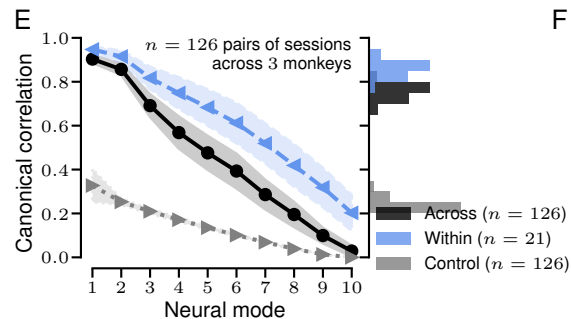 E
F
n = 126 pairs of sessions
across 3 monkeys
1.0
0.8
0.6
0.4
0.2
0.0
Canonical correlation
1 2 3 4 5 6 7 8 9 10
Neural mode
Across (n = 126)
Within (n = 21)
Control (n = 126)